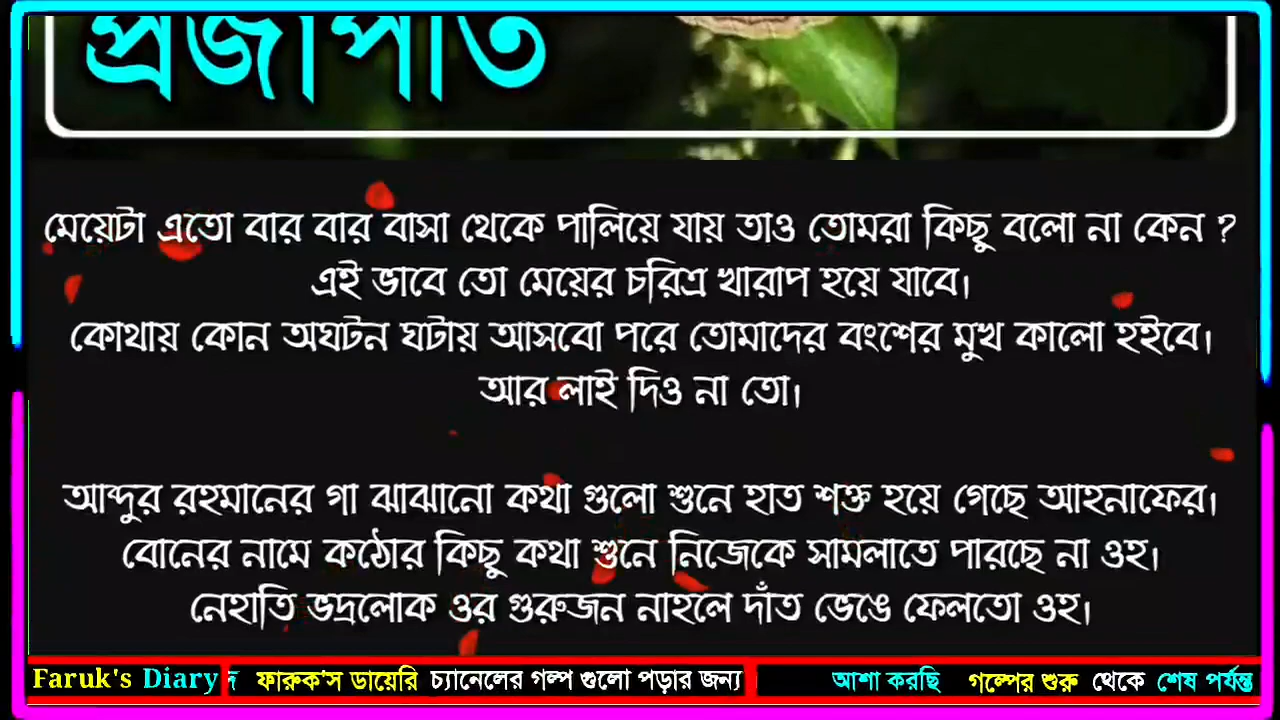 প্রজাপতি
মেয়েটা এতো বার বার বাসা থেকে পালিয়ে যায় তাও তোমরা কিছু বলো না কেন ?
এই ভাবে তো মেয়ের চরিত্র খারাপ হয়ে যাবে।
কোথায় কোন অঘটন ঘটায় আসবো পরে তোমাদের বংশের মুখ কালো হইবে।
আর লাই দিও না তো।
আব্দুর রহমানের গা ঝাঝানো কথা গুলো শুনে হাত শক্ত হয়ে গেছে আহনাফের।
বোনের নামে কঠোর কিছু কথা শুনে নিজেকে সামলাতে পারছে না ওহ।
নেহাতি ভদ্রলোক ওর গুরুজন নাহলে দাঁত ভেঙে ফেলতো ওহ।
Faruk's Diary ফারুক'স ডায়েরি চ্যানেলের গল্প গুলো পড়ার জন্য আশা করছি গল্পের শুরু থেকে শেষ পর্যন্ত